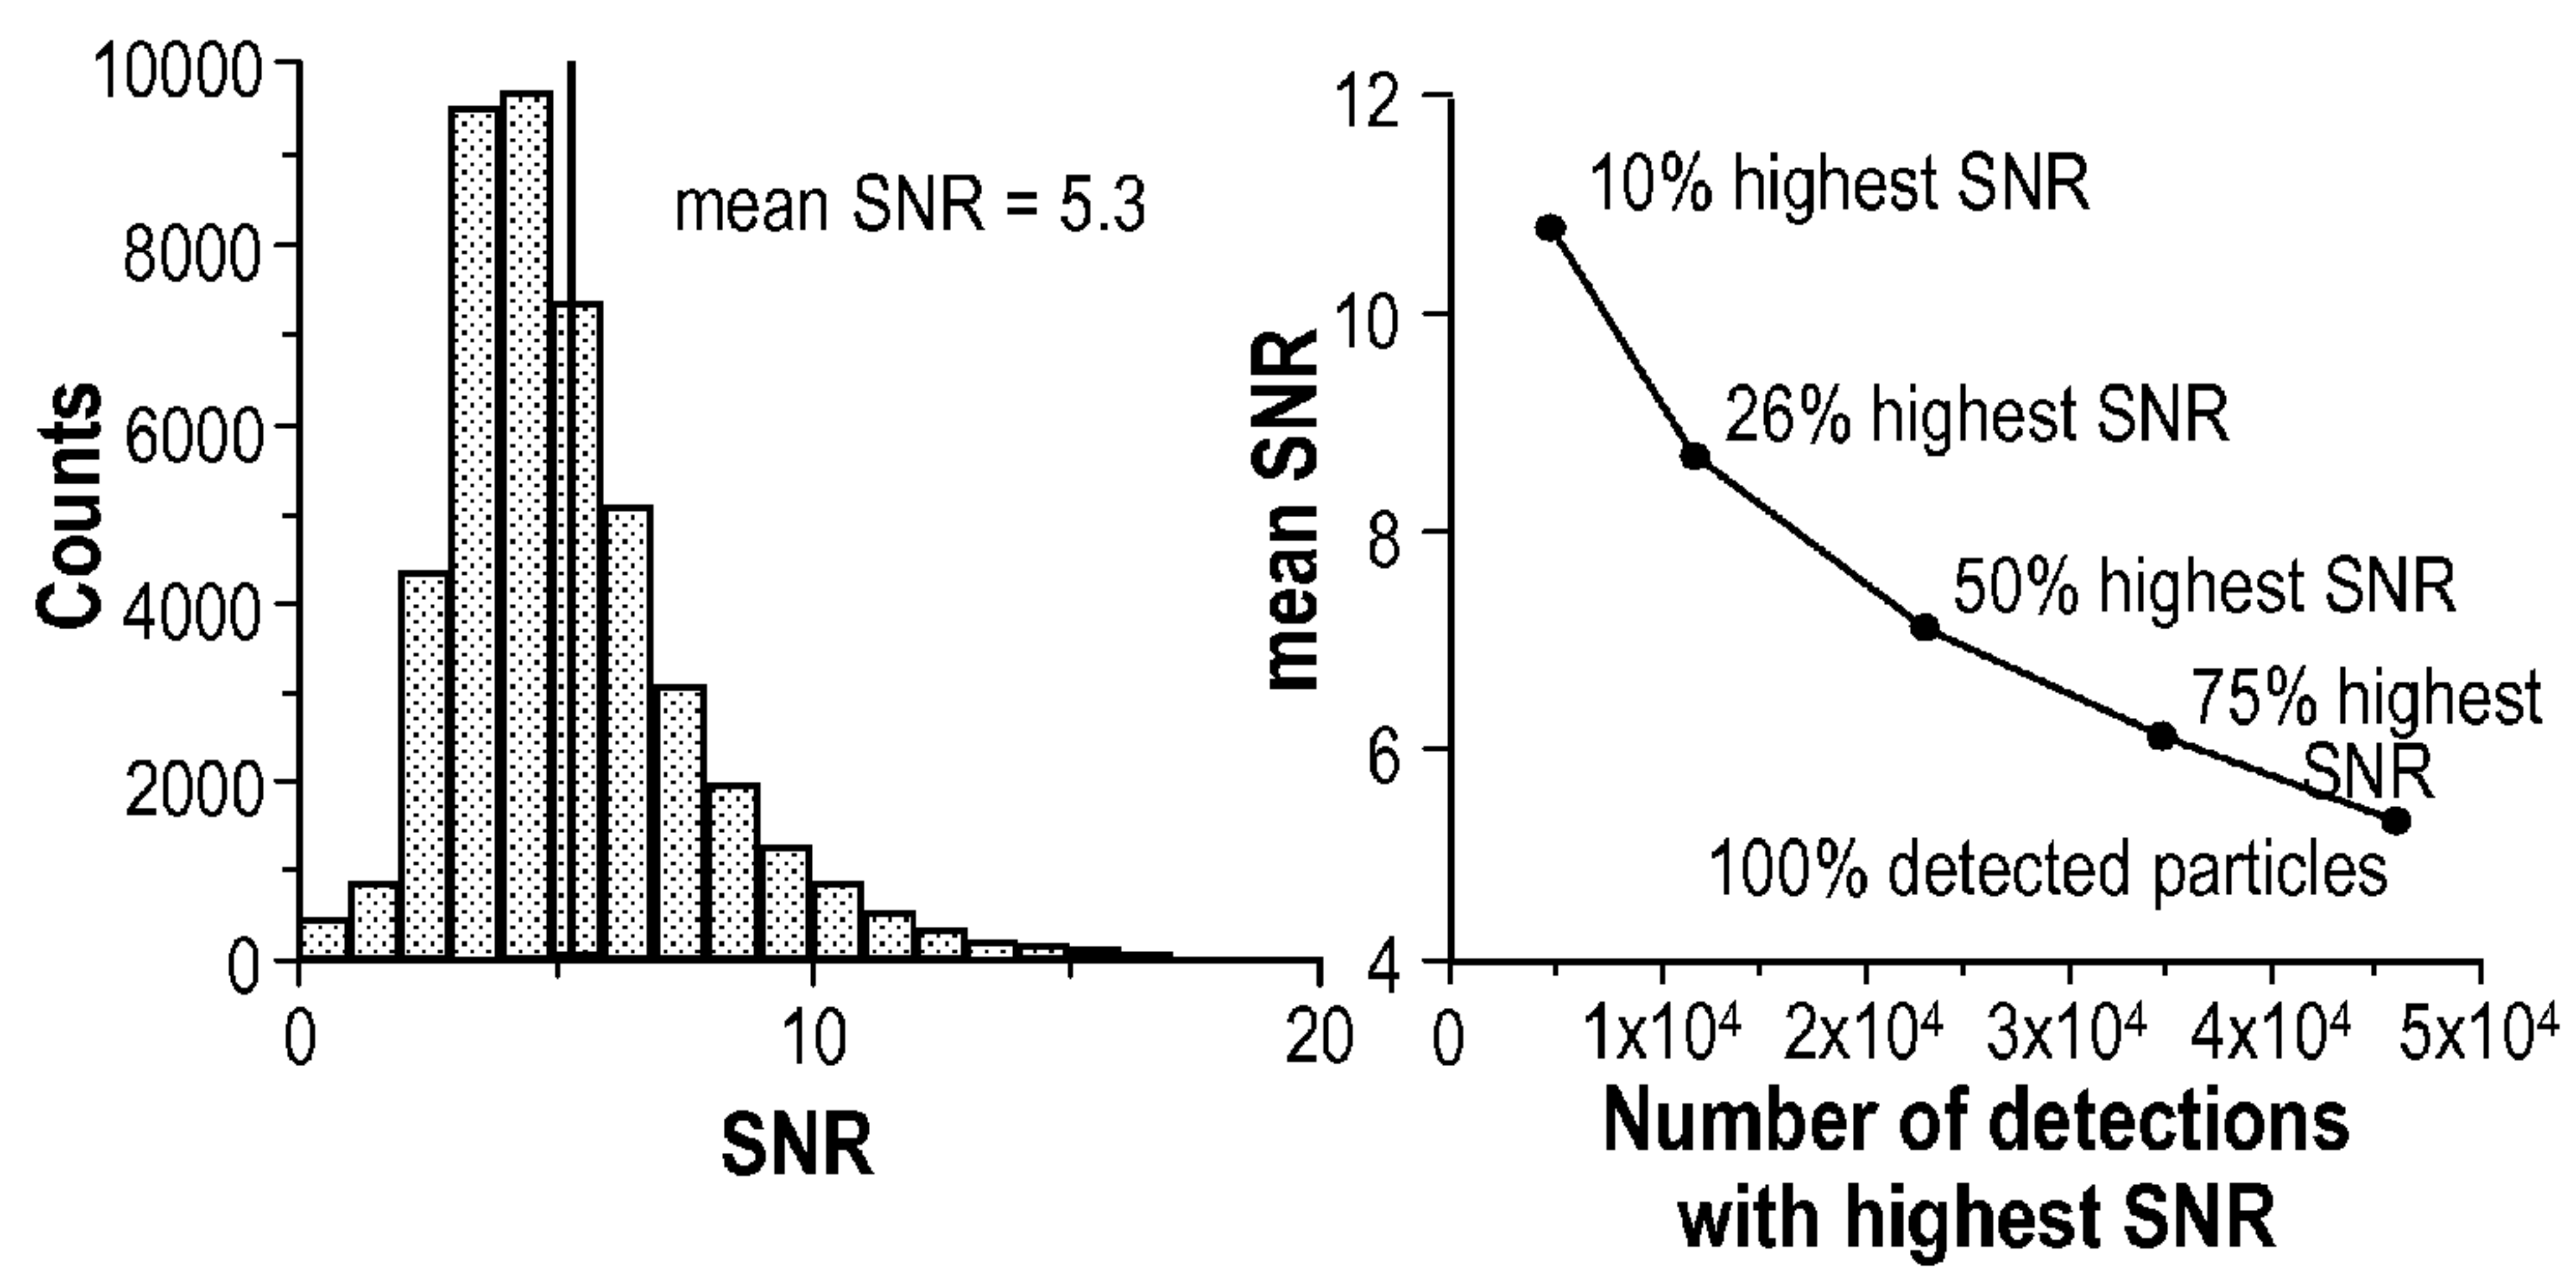 10000
8000
6000
4000
2000
0
Counts
mean SNR = 5.3
0
10
20
SNR
12
10
8
6
4
mean SNR
10% highest SNR
26% highest SNR
50% highest SNR
75% highest
SNR
100% detected particles
0
1x10⁴
2x10⁴
3x10⁴
4x10⁴
5x10⁴
Number of detections
with highest SNR